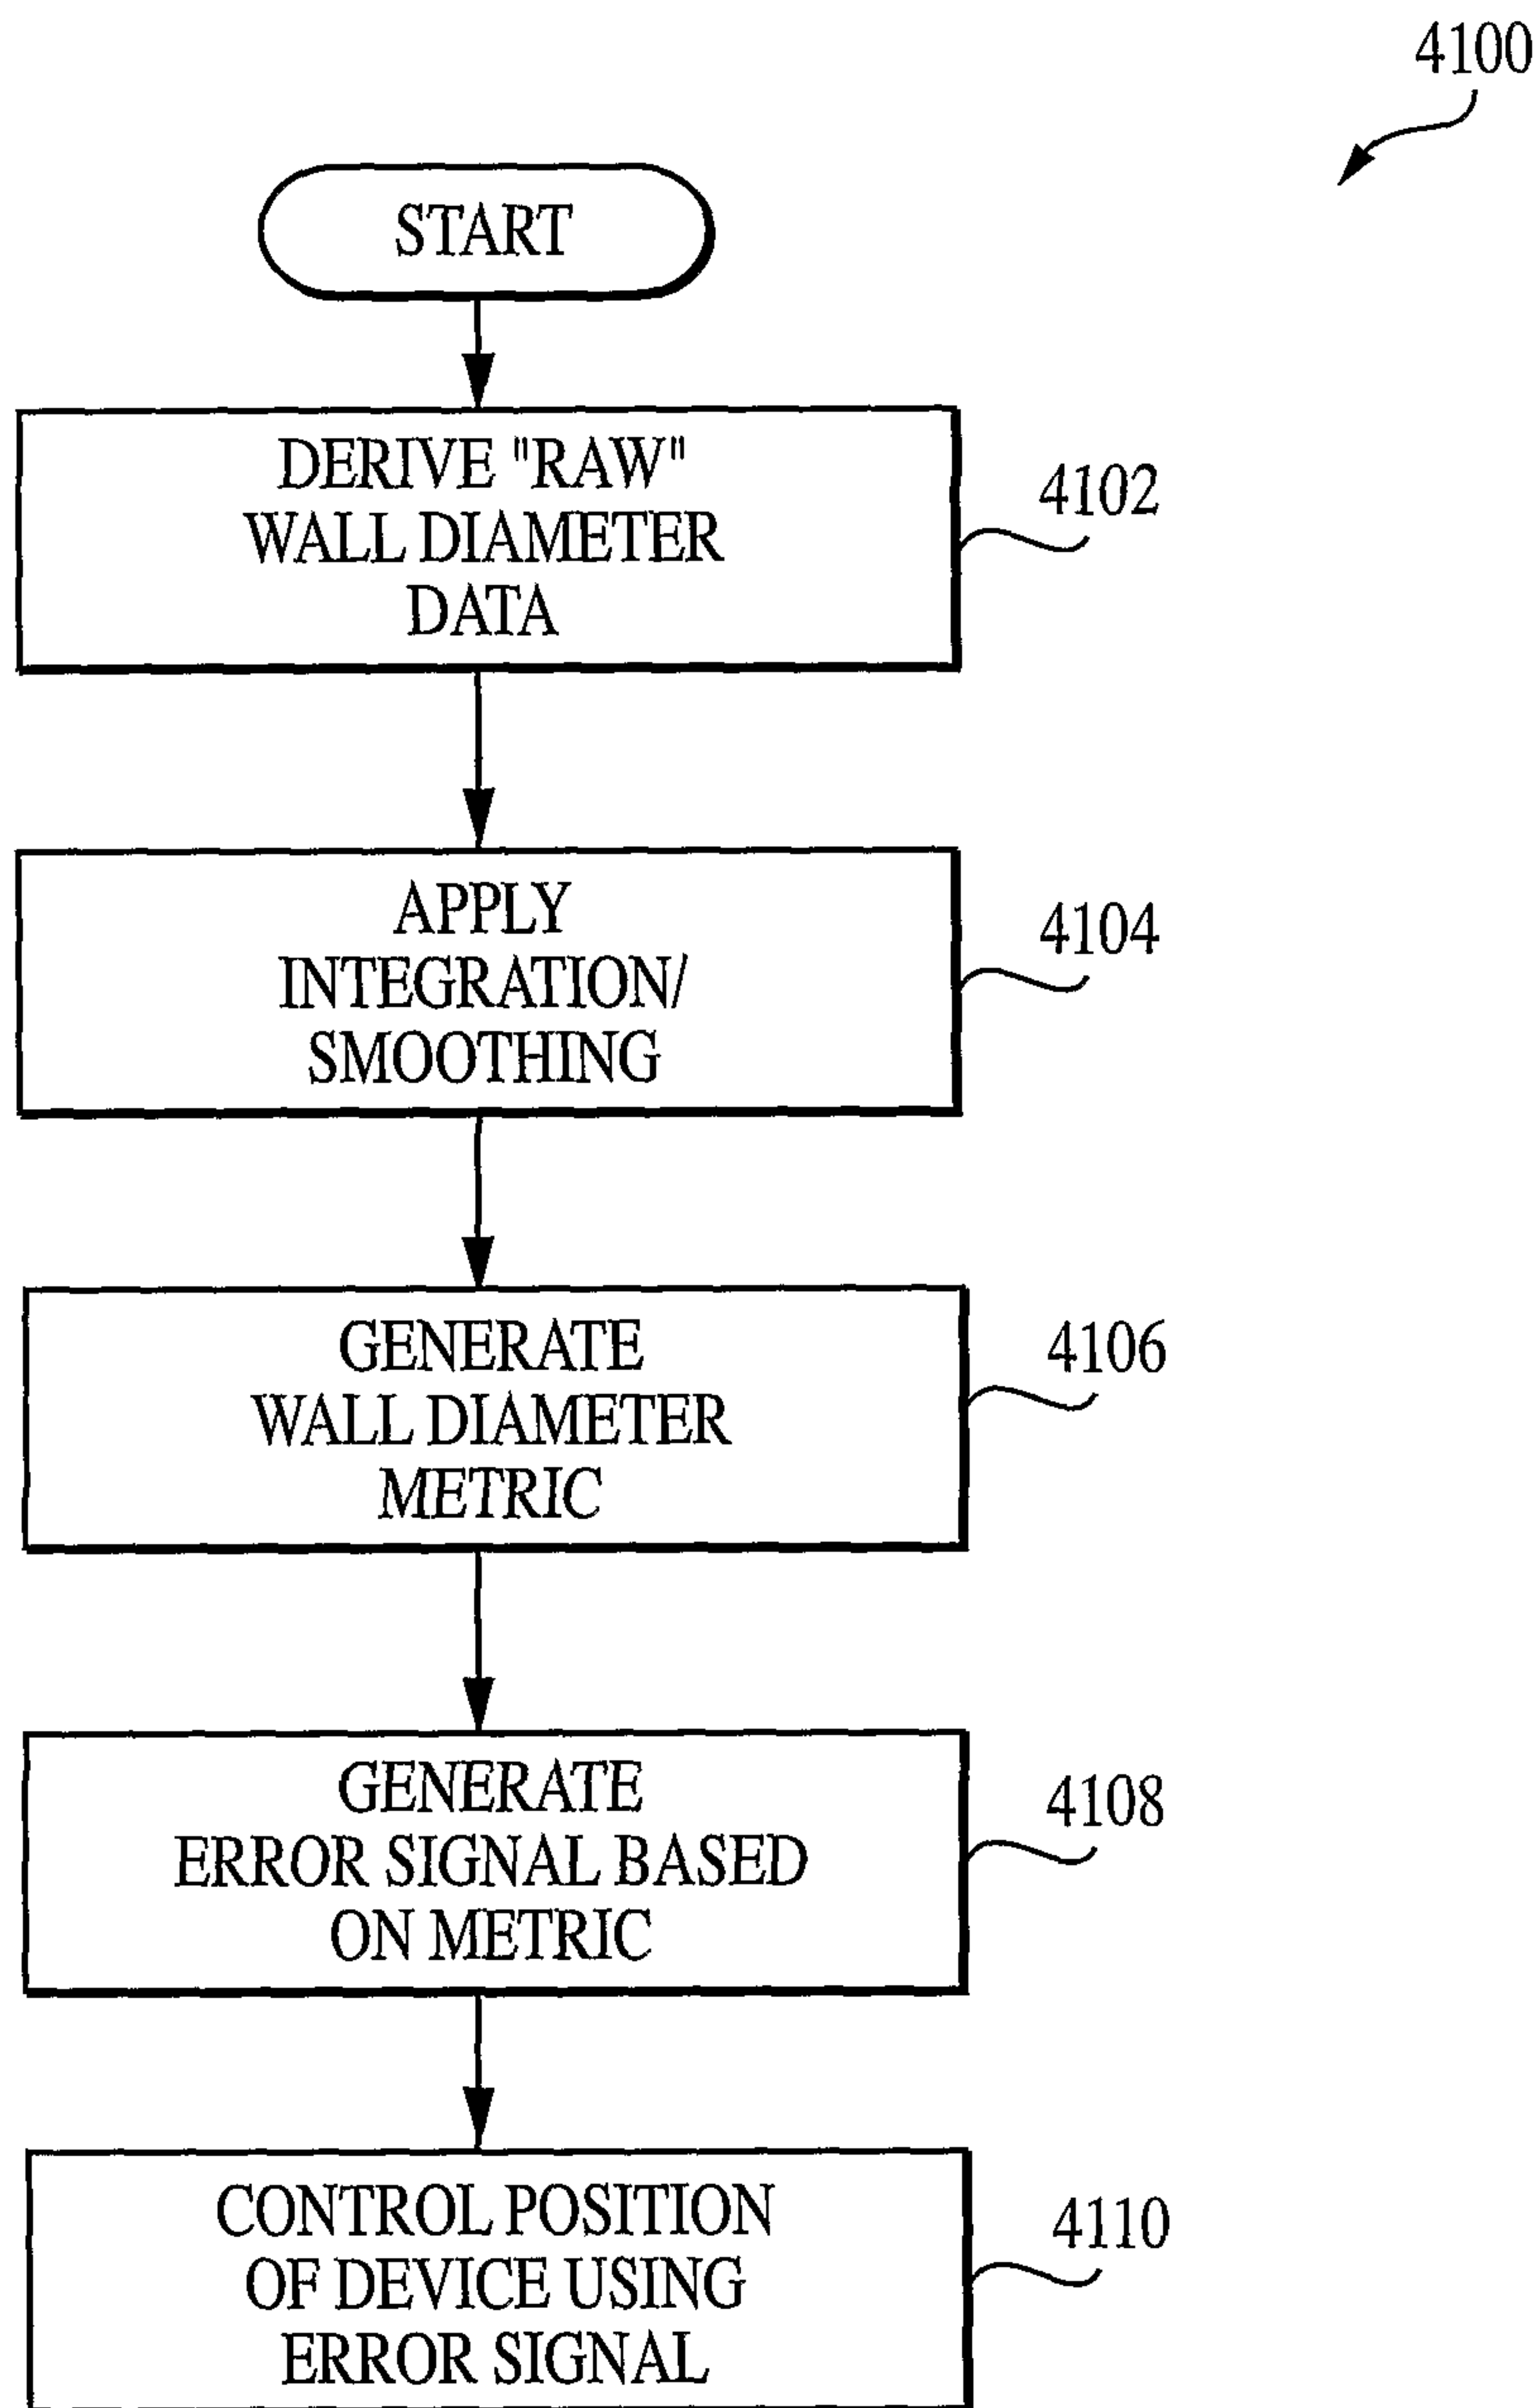 4100
START
DERIVE "RAW"
WALL DIAMETER
DATA
4102
APPLY
INTEGRATION/
SMOOTHING
4104
GENERATE
WALL DIAMETER
METRIC
4106
GENERATE
ERROR SIGNAL BASED
ON METRIC
4108
CONTROL POSITION
OF DEVICE USING
ERROR SIGNAL
4110